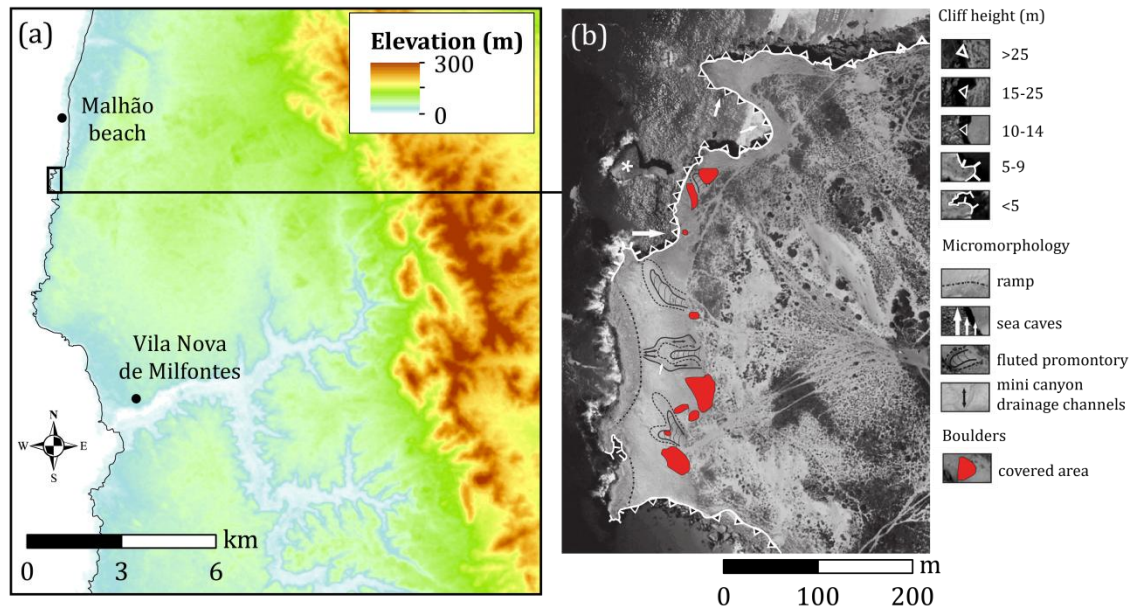 (a)
Elevation (m)
300
0
Malhão
beach
Vila Nova
de Milfontes
N
W
E
S
km
0
3
6
(b)
*
m
0
100
200
Cliff height (m)
>25
15-25
10-14
5-9
<5
Micromorphology
ramp
sea caves
fluted promontory
mini canyon
drainage channels
Boulders
covered area